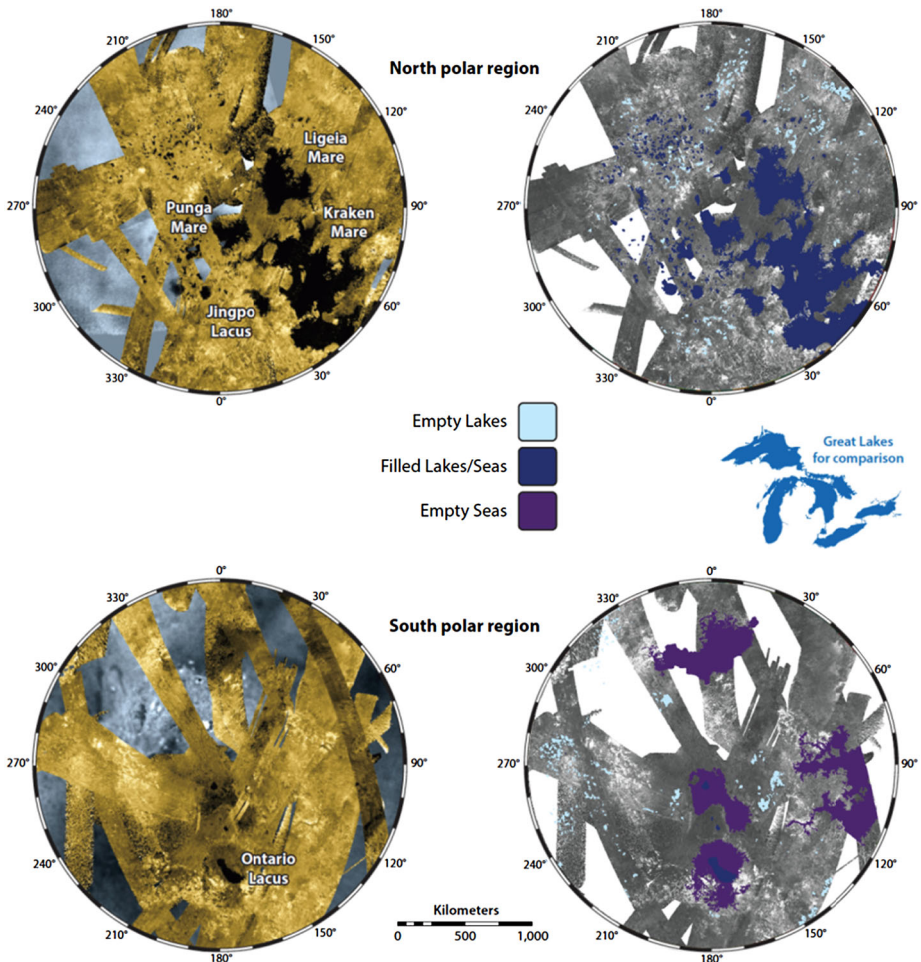 180°
210°
150°
240°
120°
270°
90°
300°
60°
330°
30°
0°
Ligeia
Mare
Punga
Mare
Kraken
Mare
Jingpo
Lacus
North polar region
180°
210°
150°
240°
120°
270°
90°
300°
60°
330°
30°
0°
Empty Lakes
Filled Lakes/Seas
Empty Seas
Great Lakes
for comparison
0°
330°
30°
300°
60°
270°
90°
240°
120°
210°
150°
180°
Ontario
Lacus
South polar region
Kilometers
0 500 1,000
0°
330°
30°
300°
60°
270°
90°
240°
120°
210°
150°
180°